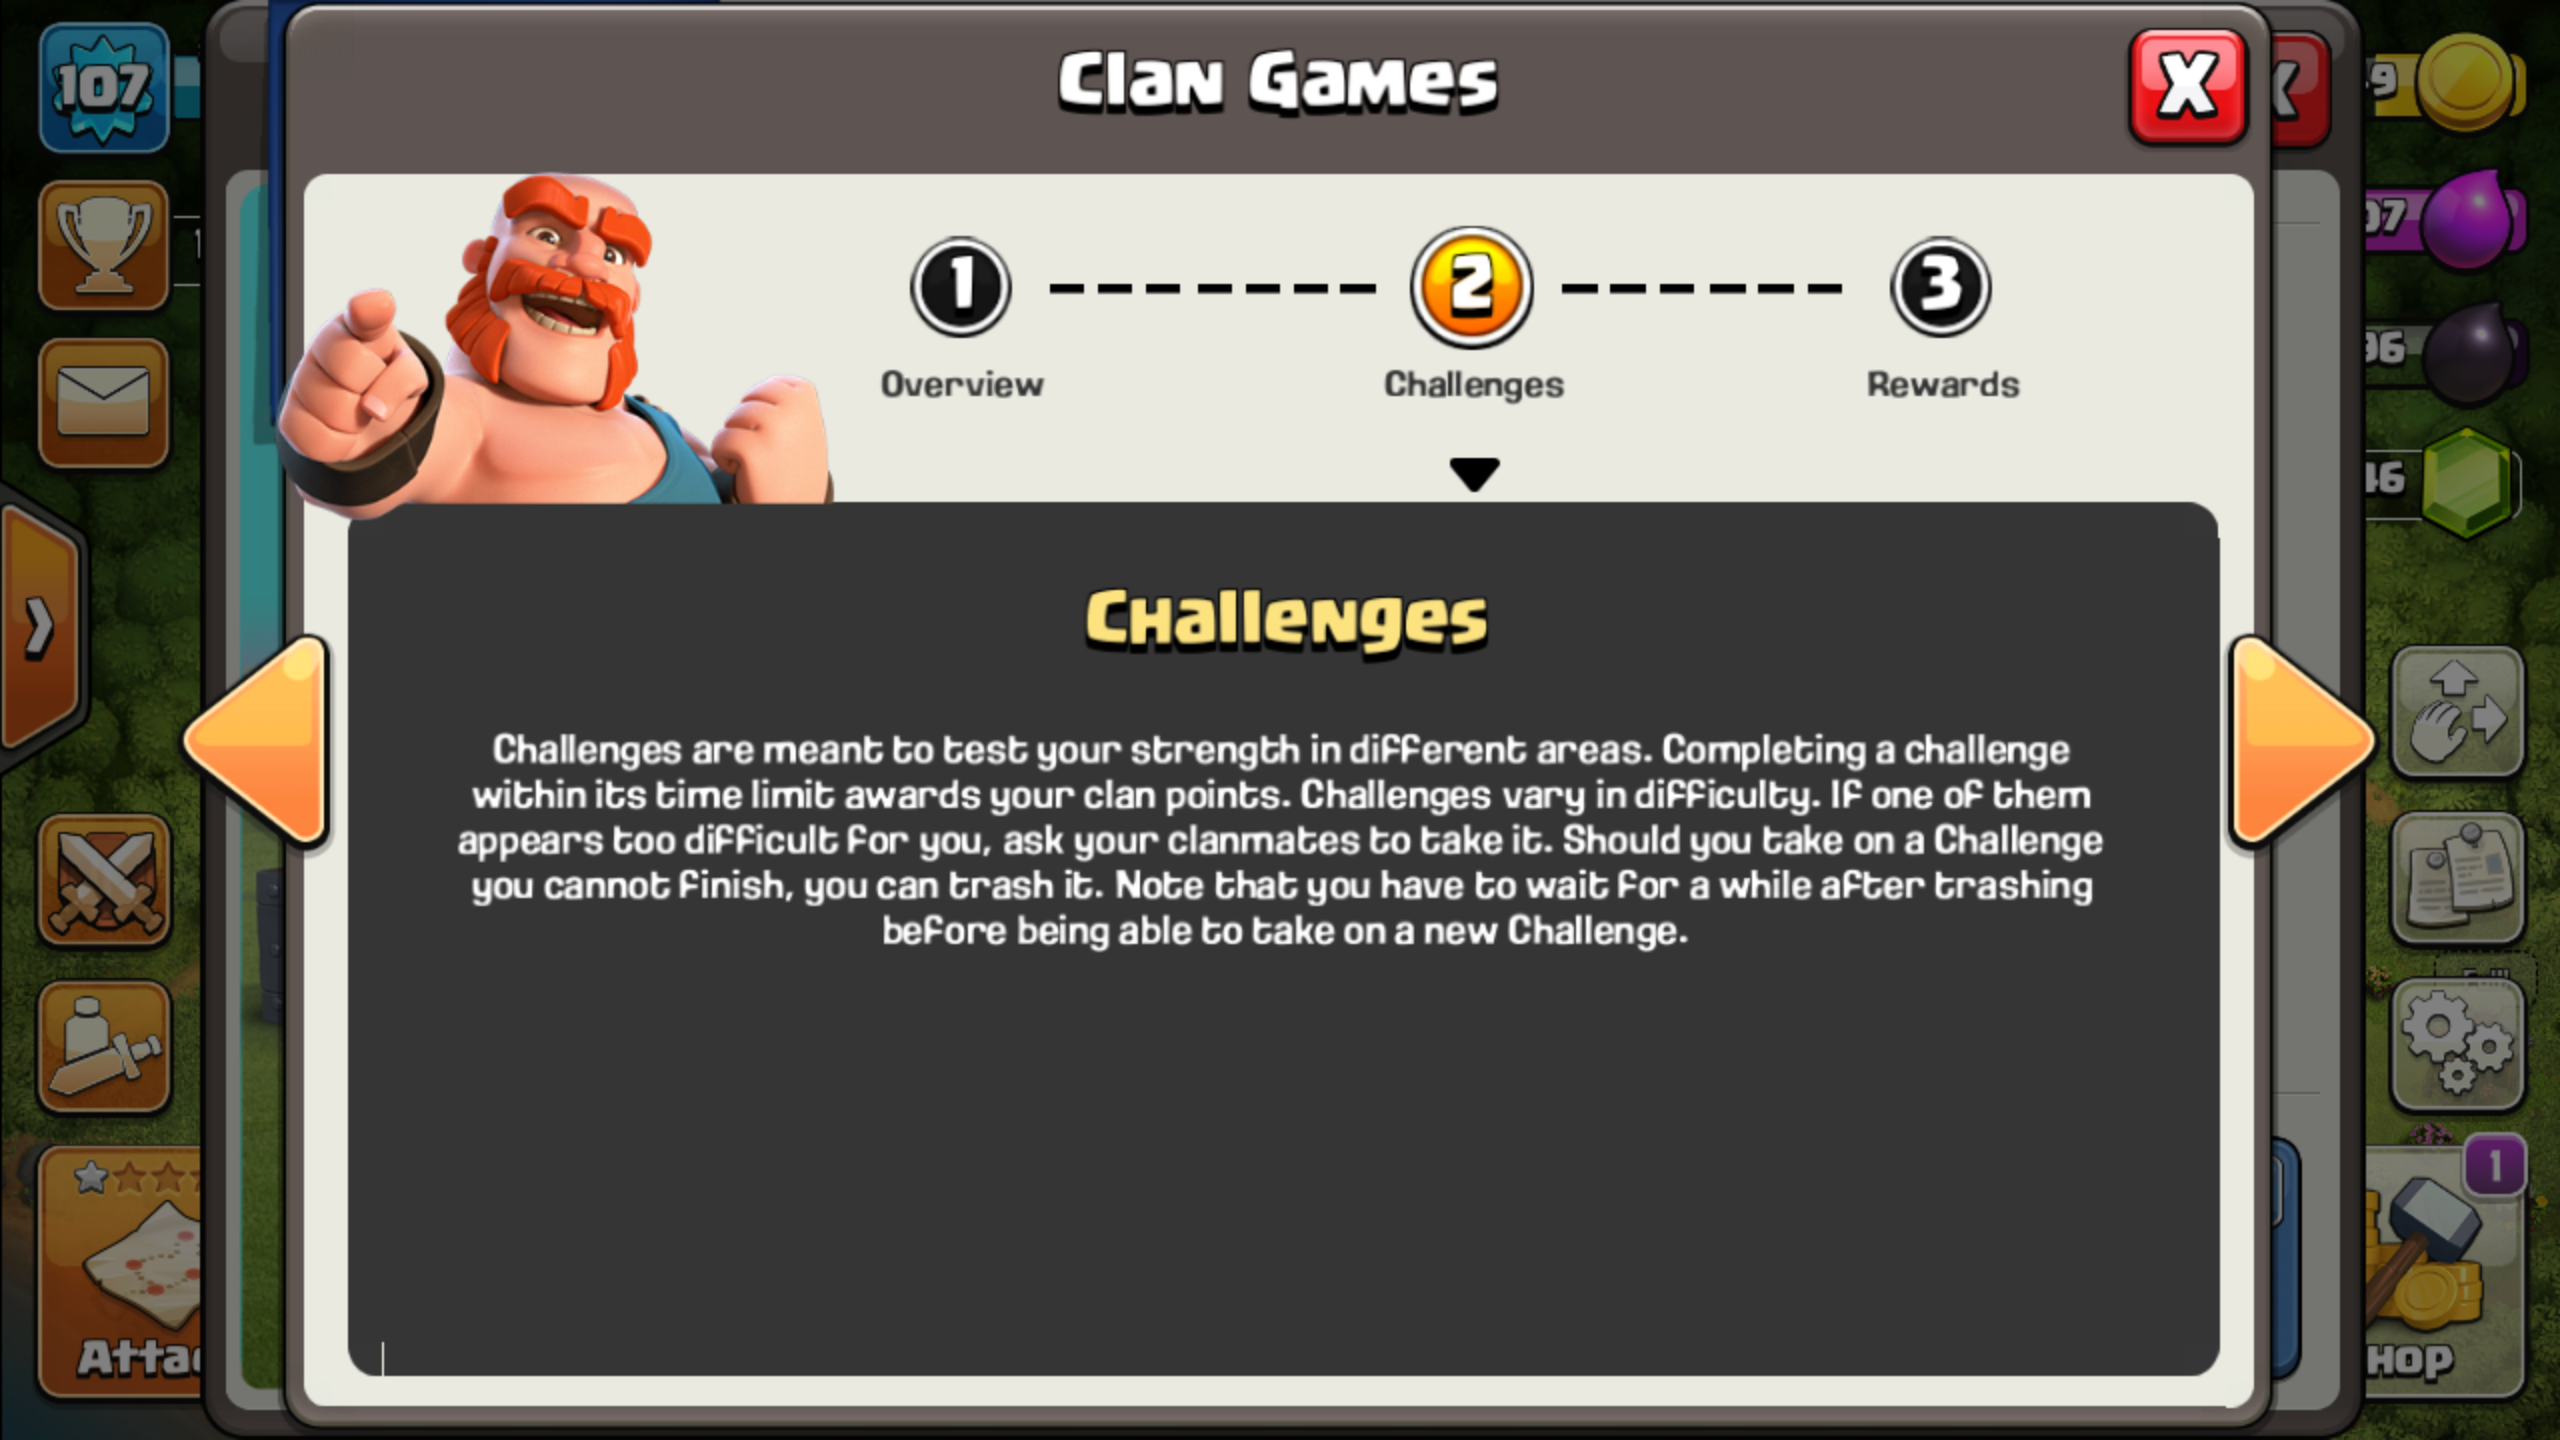 Clan Games
107
1
2
3
Overview
Challenges
Rewards
Challenges
Challenges are meant to test your strength in different areas. Completing a challenge
within its time limit awards your clan points. Challenges vary in difficulty. If one of them
appears too difficult for you, ask your clanmates to take it. Should you take on a Challenge
you cannot finish, you can trash it. Note that you have to wait for a while after trashing
before being able to take on a new Challenge.
1